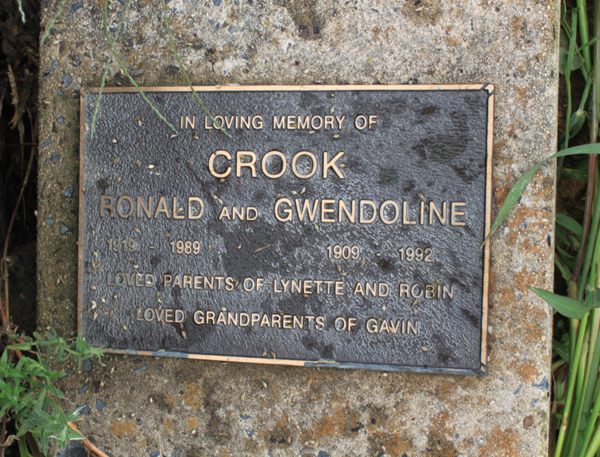 IN LOVING MEMORY OF
CROOK
RONALD AND GWENDOLINE
1913 - 1989 1909 - 1992
LOVED PARENTS OF LYNETTE AND ROBIN
LOVED GRANDPARENTS OF GAVIN